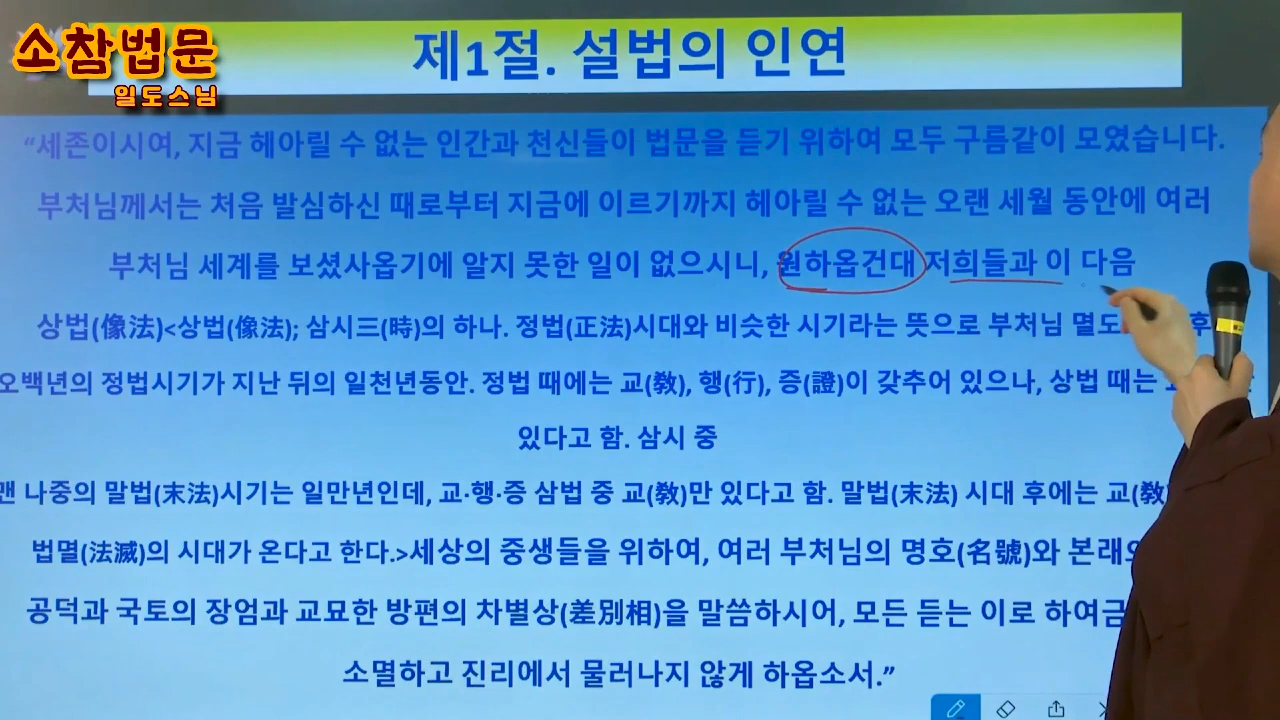 소참법문
일도스님
제1절. 설법의 인연
“세존이시여, 지금 헤아릴 수 없는 인간과 천신들이 법문을 듣기 위하여 모두 구름같이 모였습니다.
부처님께서는 처음 발심하신 때로부터 지금에 이르기까지 헤아릴 수 없는 오랜 세월 동안에 여러
부처님 세계를 보셨사옵기에 알지 못한 일이 없으시니, 원하옵건대 저희들과 이 다음
상법(像法)<상법(像法); 삼시三(時)의 하나. 정법(正法)시대와 비슷한 시기라는 뜻으로 부처님 멸도 후
오백년의 정법시기가 지난 뒤의 일천년동안. 정법 때에는 교(敎), 행(行), 증(證)이 갖추어 있으나, 상법 때는
있다고 함. 삼시 중
맨 나중의 말법(末法)시기는 일만년인데, 교·행·증 삼법 중 교(敎)만 있다고 함. 말법(末法) 시대 후에는 교(敎
법멸(法滅)의 시대가 온다고 한다.>세상의 중생들을 위하여, 여러 부처님의 명호(名號)와 본래
공덕과 국토의 장엄과 교묘한 방편의 차별상(差別相)을 말씀하시어, 모든 듣는 이로 하여금
소멸하고 진리에서 물러나지 않게 하옵소서.”